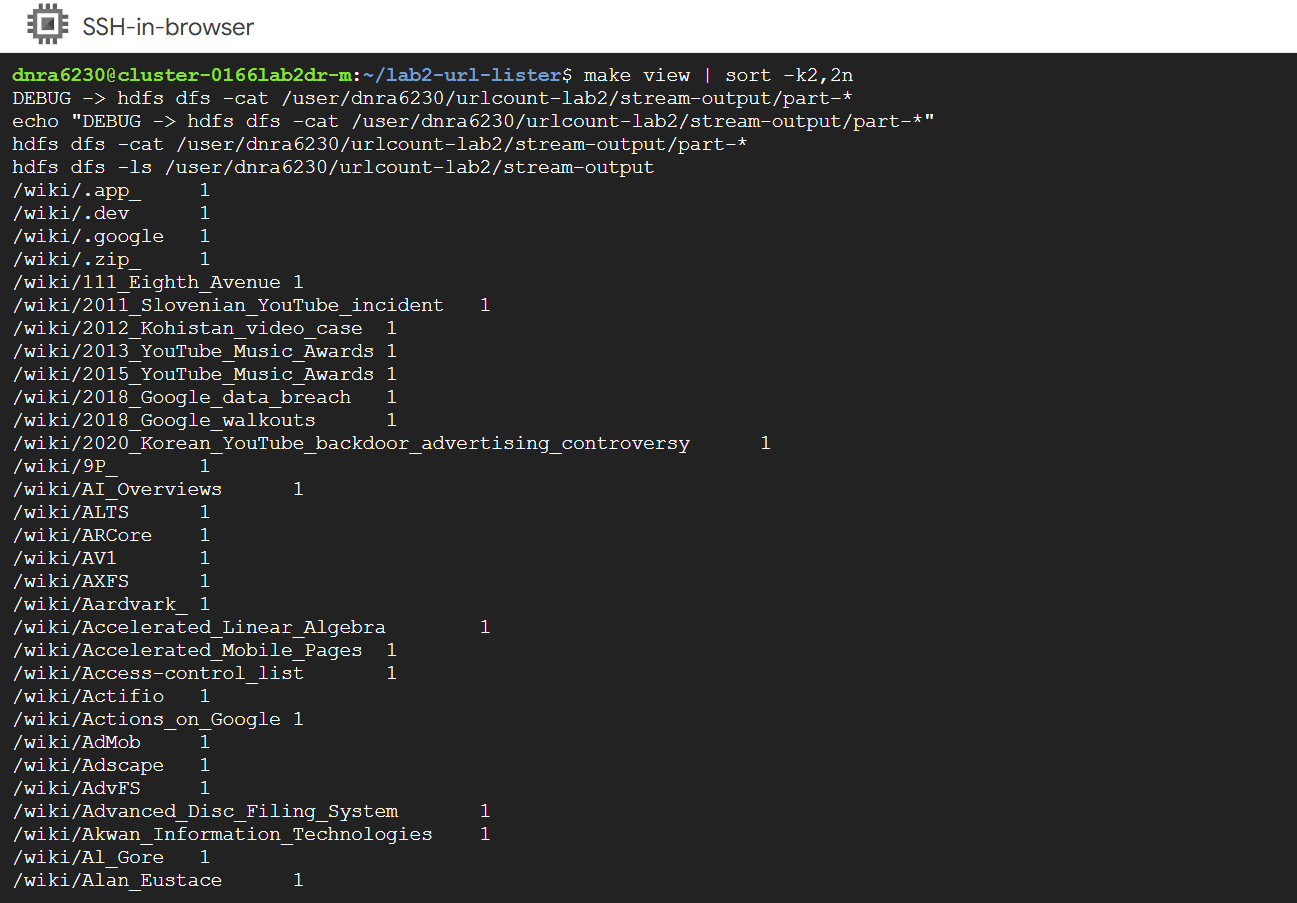 SSH-in-browser
dnra6230@cluster-0166lab2dr-m:~/lab2-url-lister$ make view | sort -k2,2n
DEBUG -> hdfs dfs -cat /user/dnra6230/urlcount-lab2/stream-output/part-*
echo "DEBUG -> hdfs dfs -cat /user/dnra6230/urlcount-lab2/stream-output/part-*"
hdfs dfs -cat /user/dnra6230/urlcount-lab2/stream-output/part-*
hdfs dfs -ls /user/dnra6230/urlcount-lab2/stream-output
/wiki/.app_     1
/wiki/.dev      1
/wiki/.google   1
/wiki/.zip_     1
/wiki/111_Eighth_Avenue 1
/wiki/2011_Slovenian_YouTube_incident   1
/wiki/2012_Kohistan_video_case  1
/wiki/2013_YouTube_Music_Awards 1
/wiki/2015_YouTube_Music_Awards 1
/wiki/2018_Google_data_breach   1
/wiki/2018_Google_walkouts      1
/wiki/2020_Korean_YouTube_backdoor_advertising_controversy      1
/wiki/9P_       1
/wiki/AI_Overviews      1
/wiki/ALTS      1
/wiki/ARCore    1
/wiki/AV1       1
/wiki/AXFS      1
/wiki/Aardvark_ 1
/wiki/Accelerated_Linear_Algebra        1
/wiki/Accelerated_Mobile_Pages  1
/wiki/Access-control_list       1
/wiki/Actifio   1
/wiki/Actions_on_Google 1
/wiki/AdMob     1
/wiki/Adscape   1
/wiki/AdvFS     1
/wiki/Advanced_Disc_Filing_System       1
/wiki/Akwan_Information_Technologies    1
/wiki/Al_Gore   1
/wiki/Alan_Eustace      1